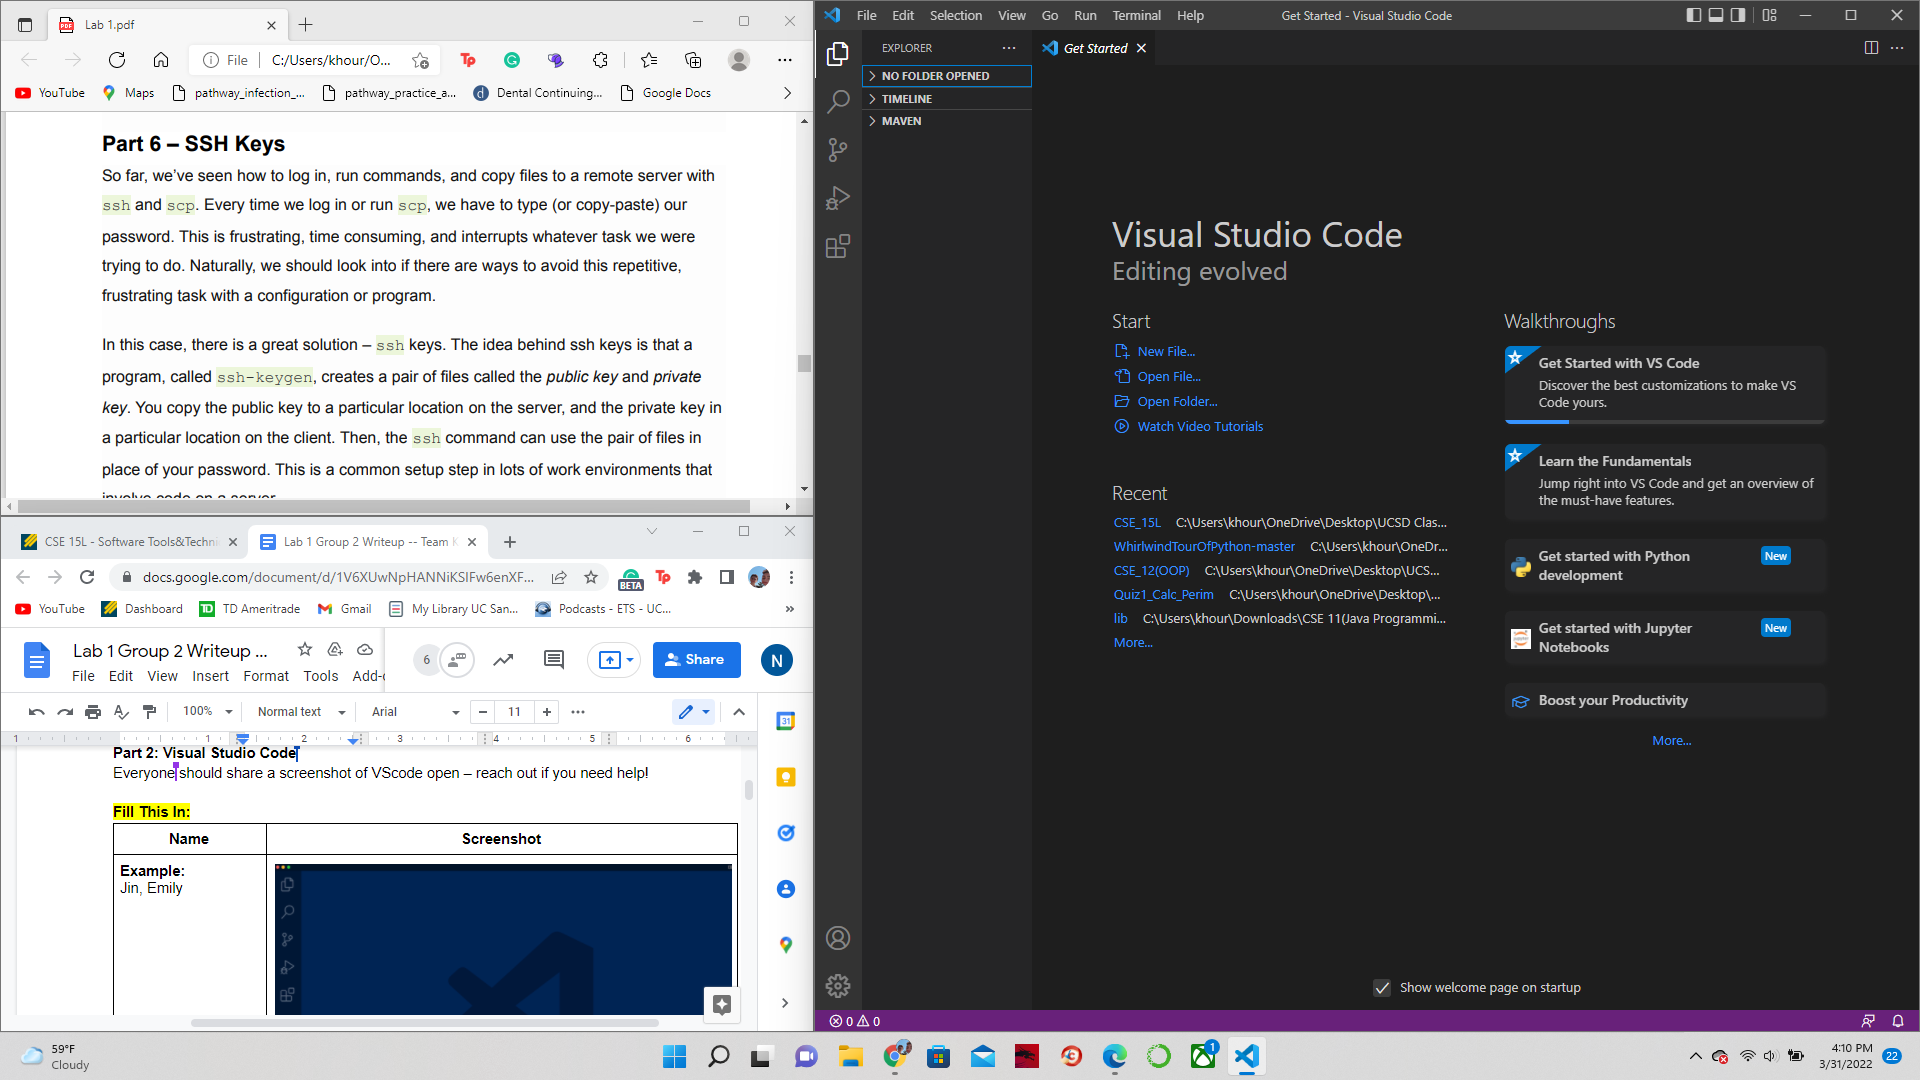 Lab 1.pdf
File
C:/Users/khour/O...
YouTube
Maps
pathway_infection_...
pathway_practice_a...
Dental Continuing...
Google Docs
Part 6 – SSH Keys
So far, we've seen how to log in, run commands, and copy files to a remote server with
ssh and scp. Every time we log in or run scp, we have to type (or copy-paste) our
password. This is frustrating, time consuming, and interrupts whatever task we were
trying to do. Naturally, we should look into if there are ways to avoid this repetitive,
frustrating task with a configuration or program.
In this case, there is a great solution – ssh keys. The idea behind ssh keys is that a
program, called ssh-keygen, creates a pair of files called the public key and private
key. You copy the public key to a particular location on the server, and the private key in
a particular location on the client. Then, the ssh command can use the pair of files in
place of your password. This is a common setup step in lots of work environments that
involve code on a server.
CSE 15L - Software Tools&Techni
Lab 1 Group 2 Writeup -- Team K
docs.google.com/document/d/1V6XUwNpHANNiKSlFw6enXF...
BETA
YouTube
Dashboard
TD Ameritrade
Gmail
My Library UC San...
Podcasts - ETS - UC...
Lab 1 Group 2 Writeup ...
File Edit View Insert Format Tools Add-
6
Share
N
100%
Normal text
Arial
11
1 1 2 3 4 5 6
31
Part 2: Visual Studio Code
Everyone should share a screenshot of VScode open – reach out if you need help!
Fill This In:
Name
Screenshot
Example:
Jin, Emily
File Edit Selection View Go Run Terminal Help
Get Started - Visual Studio Code
EXPLORER
NO FOLDER OPENED
TIMELINE
MAVEN
Get Started
Visual Studio Code
Editing evolved
Start
New File...
Open File...
Open Folder...
Watch Video Tutorials
Recent
CSE_15L C:\Users\khour\OneDrive\Desktop\UCSD Clas...
WhirlwindTourOfPython-master C:\Users\khour\OneDr...
CSE_12(OOP) C:\Users\khour\OneDrive\Desktop\UCS...
Quiz1_Calc_Perim C:\Users\khour\OneDrive\Desktop\...
lib C:\Users\khour\Downloads\CSE 11(Java Programmi...
More...
Walkthroughs
Get Started with VS Code
Discover the best customizations to make VS
Code yours.
Learn the Fundamentals
Jump right into VS Code and get an overview of
the must-have features.
Get started with Python
development
New
Get started with Jupyter
Notebooks
New
Boost your Productivity
More...
Show welcome page on startup
0 0
59°F
Cloudy
1
4:10 PM
3/31/2022
22